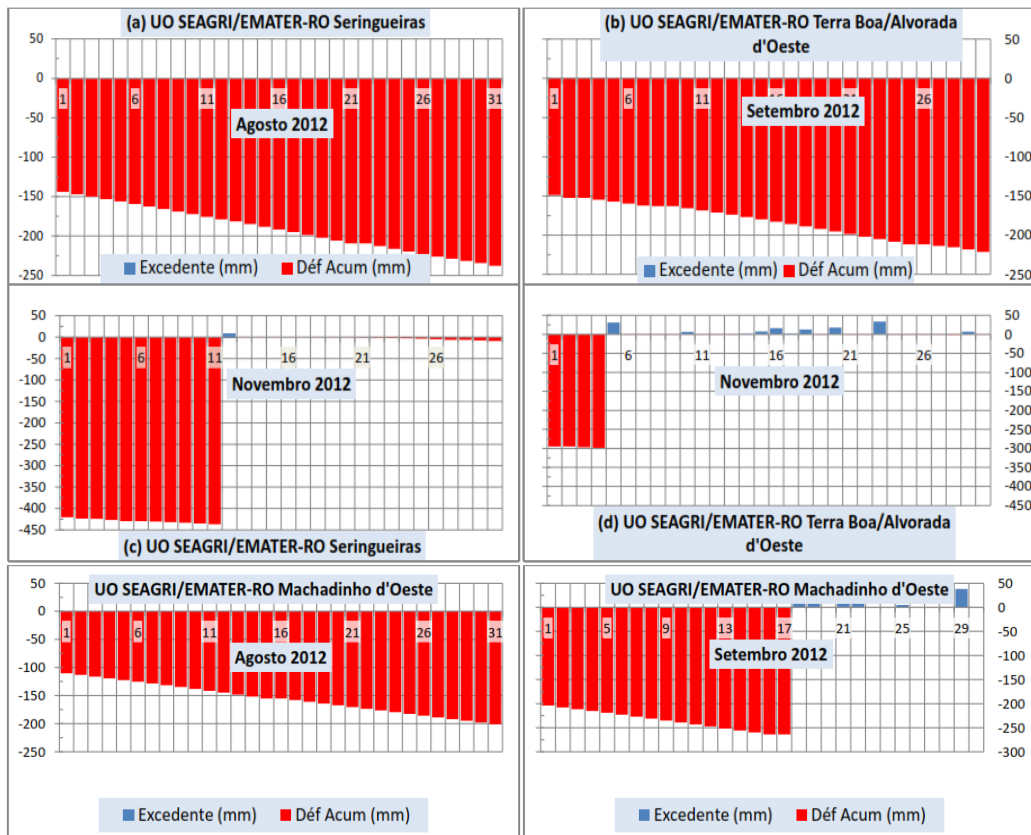 (a) UO SEAGRI/EMATER-RO Seringueiras
50
0
1 6 11 16 21 26 31
-50
Agosto 2012
-100
-150
-200
Excedente (mm) Déf Acum (mm)
-250
(b) UO SEAGRI/EMATER-RO Terra Boa/Alvorada
d'Oeste
50
0
1 6 11 16 21 26
-50
Setembro 2012
-100
-150
-200
Excedente (mm) Déf Acum (mm)
-250
50
0
1 6 11 16 21 26
-50
-100
Novembro 2012
-150
-200
-250
-300
-350
-400
-450
(c) UO SEAGRI/EMATER-RO Seringueiras
50
0
1 6 11 16 21 26
-50
-100
Novembro 2012
-150
-200
-250
-300
-350
-400
-450
(d) UO SEAGRI/EMATER-RO Terra Boa/Alvorada
d'Oeste
UO SEAGRI/EMATER-RO Machadinho d'Oeste
50
0
1 6 11 16 21 26 31
-50
Agosto 2012
-100
-150
-200
-250
Excedente (mm) Déf Acum (mm)
UO SEAGRI/EMATER-RO Machadinho d'Oeste
50
0
1 5 9 13 17 21 25 29
-50
Setembro 2012
-100
-150
-200
-250
-300
Excedente (mm) Déf Acum (mm)